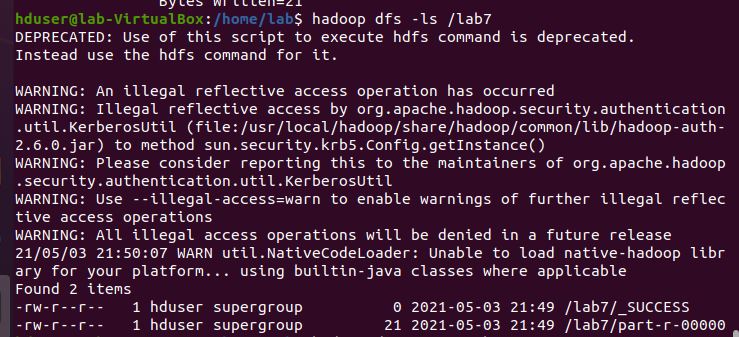 Bytes Written=21
hduser@lab-VirtualBox:/home/lab$ hadoop dfs -ls /lab7
DEPRECATED: Use of this script to execute hdfs command is deprecated.
Instead use the hdfs command for it.
WARNING: An illegal reflective access operation has occurred
WARNING: Illegal reflective access by org.apache.hadoop.security.authentication
.util.KerberosUtil (file:/usr/local/hadoop/share/hadoop/common/lib/hadoop-auth-
2.6.0.jar) to method sun.security.krb5.Config.getInstance()
WARNING: Please consider reporting this to the maintainers of org.apache.hadoop
.security.authentication.util.KerberosUtil
WARNING: Use --illegal-access=warn to enable warnings of further illegal reflec
tive access operations
WARNING: All illegal access operations will be denied in a future release
21/05/03 21:50:07 WARN util.NativeCodeLoader: Unable to load native-hadoop libr
ary for your platform... using builtin-java classes where applicable
Found 2 items
-rw-r--r--   1 hduser supergroup          0 2021-05-03 21:49 /lab7/_SUCCESS
-rw-r--r--   1 hduser supergroup         21 2021-05-03 21:49 /lab7/part-r-00000